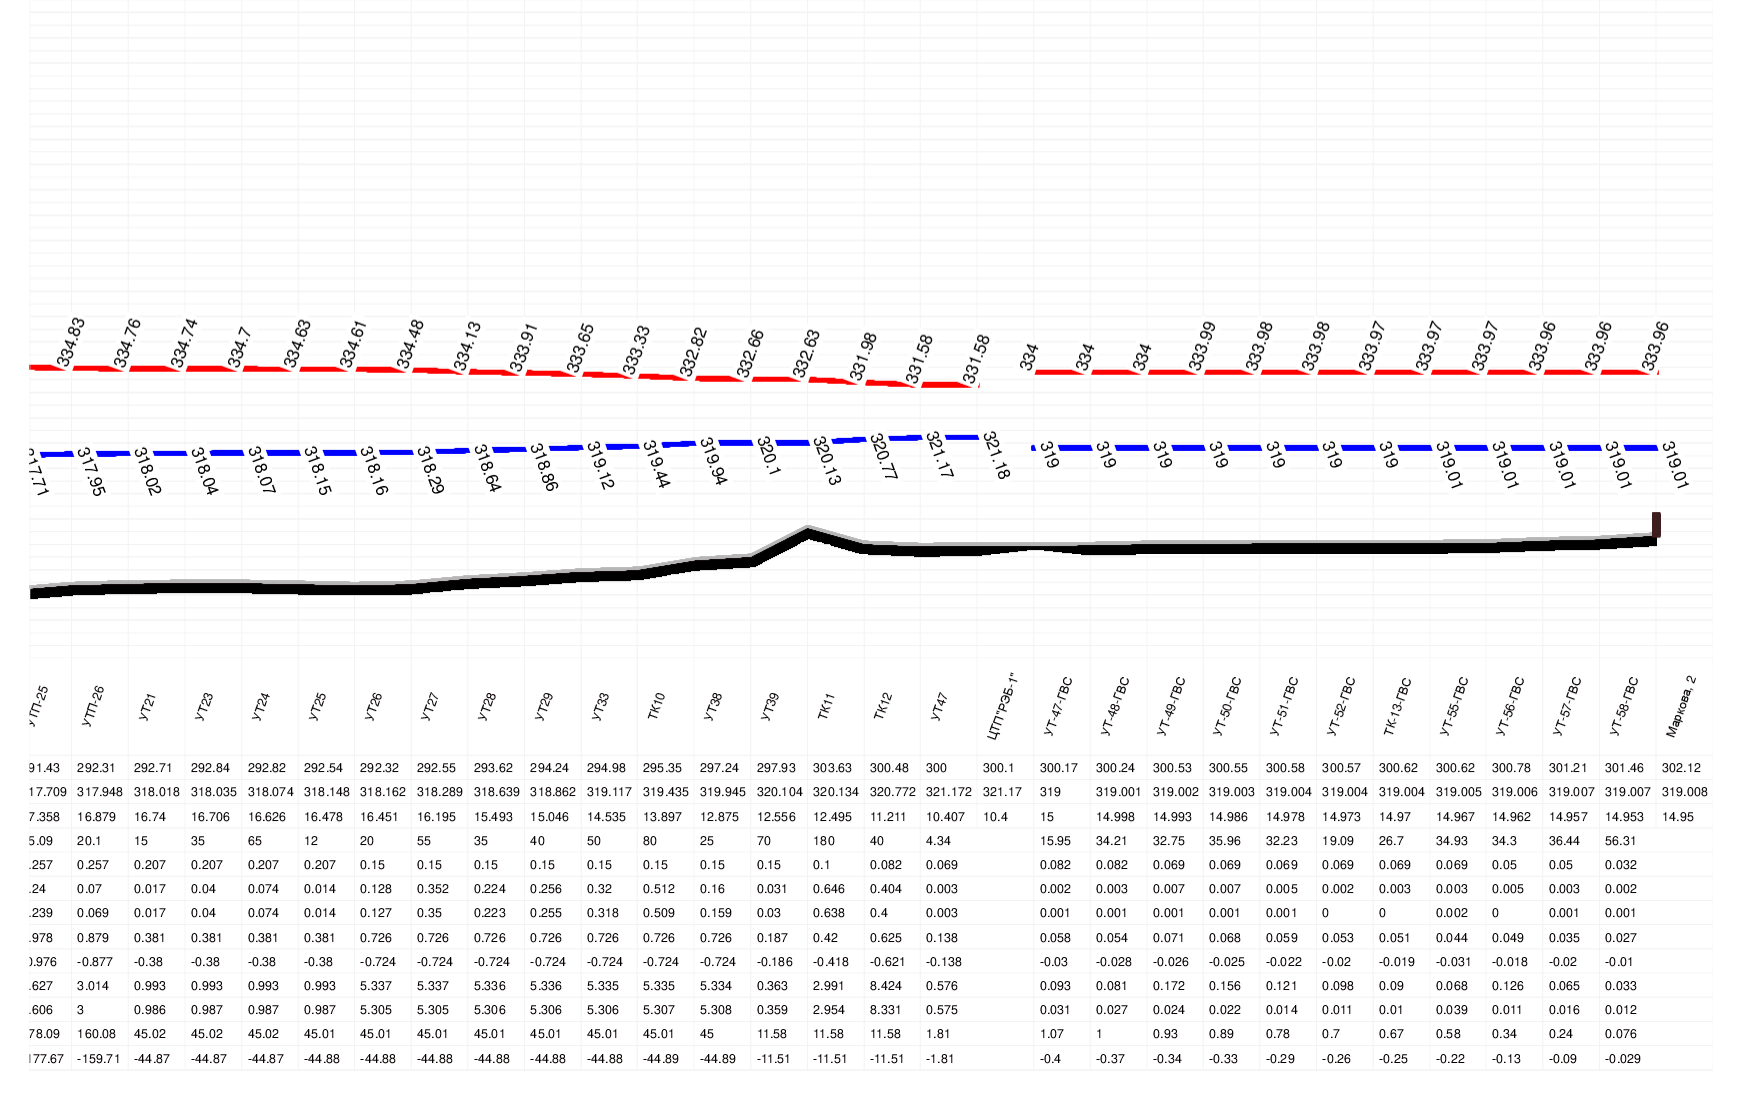 334.83 334.76 334.74 334.7 334.63 334.61 334.48 334.13 333.91 333.65 333.33 332.82 332.66 332.63 331.98 331.58 331.58 334 334 334 333.99 333.98 333.98 333.97 333.97 333.97 333.96 333.96 333.96
317.71 317.95 318.02 318.04 318.07 318.15 318.16 318.29 318.64 318.86 319.12 319.44 319.94 320.1 320.13 320.77 321.17 321.18 319 319 319 319 319 319 319 319.01 319.01 319.01 319.01 319.01
УТП-25 УТП-26 УТ21 УТ23 УТ24 УТ25 УТ26 УТ27 УТ28 УТ29 УТ33 ТК10 УТ38 УТ39 ТК11 ТК12 УТ47 ЦТП"РЭБ-1" УТ-47-ГВС УТ-48-ГВС УТ-49-ГВС УТ-50-ГВС УТ-51-ГВС УТ-52-ГВС ТК-13-ГВС УТ-55-ГВС УТ-56-ГВС УТ-57-ГВС УТ-58-ГВС Маркова, 2
91.43 292.31 292.71 292.84 292.82 292.54 292.32 292.55 293.62 294.24 294.98 295.35 297.24 297.93 303.63 300.48 300 300.1 300.17 300.24 300.53 300.55 300.58 300.57 300.62 300.62 300.78 301.21 301.46 302.12
17.709 317.948 318.018 318.035 318.074 318.148 318.162 318.289 318.639 318.862 319.117 319.435 319.945 320.104 320.134 320.772 321.172 321.17 319 319.001 319.002 319.003 319.004 319.004 319.004 319.005 319.006 319.007 319.007 319.008
7.358 16.879 16.74 16.706 16.626 16.478 16.451 16.195 15.493 15.046 14.535 13.897 12.875 12.556 12.495 11.211 10.407 10.4 15 14.998 14.993 14.986 14.978 14.973 14.97 14.967 14.962 14.957 14.953 14.95
5.09 20.1 15 35 65 12 20 55 35 40 50 80 25 70 180 40 4.34 15.95 34.21 32.75 35.96 32.23 19.09 26.7 34.93 34.3 36.44 56.31
.257 0.257 0.207 0.207 0.207 0.207 0.15 0.15 0.15 0.15 0.15 0.15 0.15 0.15 0.1 0.082 0.069 0.082 0.082 0.069 0.069 0.069 0.069 0.069 0.069 0.05 0.05 0.032
.24 0.07 0.017 0.04 0.074 0.014 0.128 0.352 0.224 0.256 0.32 0.512 0.16 0.031 0.646 0.404 0.003 0.002 0.003 0.007 0.007 0.005 0.002 0.003 0.003 0.005 0.003 0.002
.239 0.069 0.017 0.04 0.074 0.014 0.127 0.35 0.223 0.255 0.318 0.509 0.159 0.03 0.638 0.4 0.003 0.001 0.001 0.001 0.001 0.001 0 0 0.002 0 0.001 0.001
.978 0.879 0.381 0.381 0.381 0.381 0.726 0.726 0.726 0.726 0.726 0.726 0.726 0.187 0.42 0.625 0.138 0.058 0.054 0.071 0.068 0.059 0.053 0.051 0.044 0.049 0.035 0.027
0.976 -0.877 -0.38 -0.38 -0.38 -0.38 -0.724 -0.724 -0.724 -0.724 -0.724 -0.724 -0.724 -0.186 -0.418 -0.621 -0.138 -0.03 -0.028 -0.026 -0.025 -0.022 -0.02 -0.019 -0.031 -0.018 -0.02 -0.01
.627 3.014 0.993 0.993 0.993 0.993 5.337 5.337 5.336 5.336 5.335 5.335 5.334 0.363 2.991 8.424 0.576 0.093 0.081 0.172 0.156 0.121 0.098 0.09 0.068 0.126 0.065 0.033
.606 3 0.986 0.987 0.987 0.987 5.305 5.305 5.305 5.306 5.306 5.307 5.308 0.359 2.954 8.331 0.575 0.031 0.027 0.024 0.022 0.014 0.011 0.01 0.039 0.011 0.016 0.012
78.09 160.08 45.02 45.02 45.02 45.01 45.01 45.01 45.01 45.01 45.01 45.01 45 11.58 11.58 11.58 1.81 1.07 1 0.93 0.89 0.78 0.7 0.67 0.58 0.34 0.24 0.076
177.67 -159.71 -44.87 -44.87 -44.87 -44.88 -44.88 -44.88 -44.88 -44.88 -44.88 -44.89 -44.89 -11.51 -11.51 -11.51 -1.81 -0.4 -0.37 -0.34 -0.33 -0.29 -0.26 -0.25 -0.22 -0.13 -0.09 -0.029